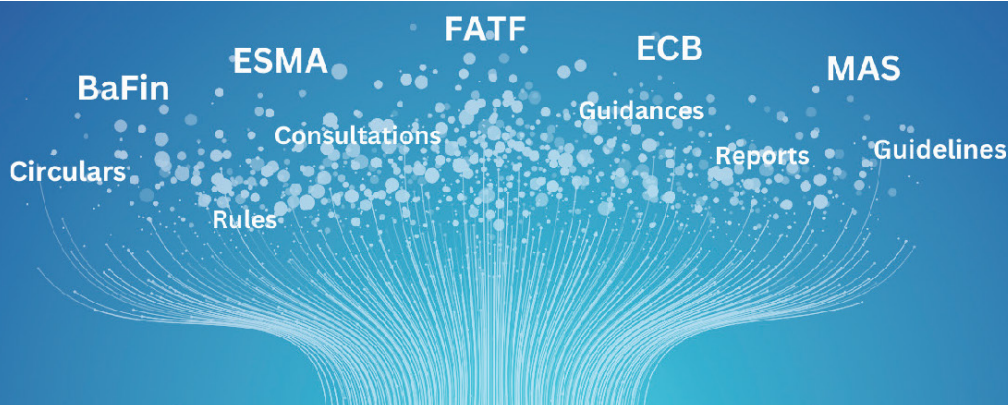 FATF
ECB
ESMA
MAS
BaFin
Guidances
Consultations
Guidelines
Reports
Circulars
Rules